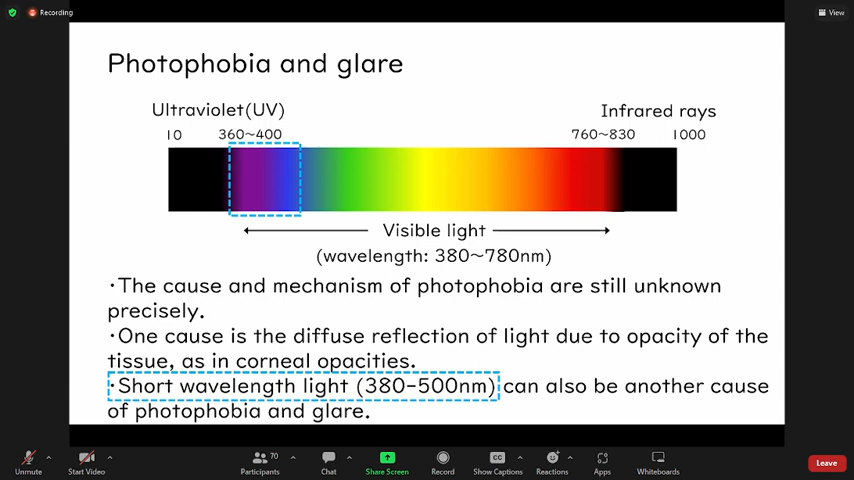 Recording
View
Photophobia and glare
Ultraviolet(UV)
Infrared rays
10
360~400
760~830
1000
Visible light
(wavelength: 380~780nm)
·The cause and mechanism of photophobia are still unknown
precisely.
·One cause is the diffuse reflection of light due to opacity of the
tissue, as in corneal opacities.
·Short wavelength light (380-500nm) can also be another cause
of photophobia and glare.
70
CC
Unmute
Start Video
Participants
Chat
Share Screen
Record
Show Captions
Reactions
Apps
Whiteboards
Leave